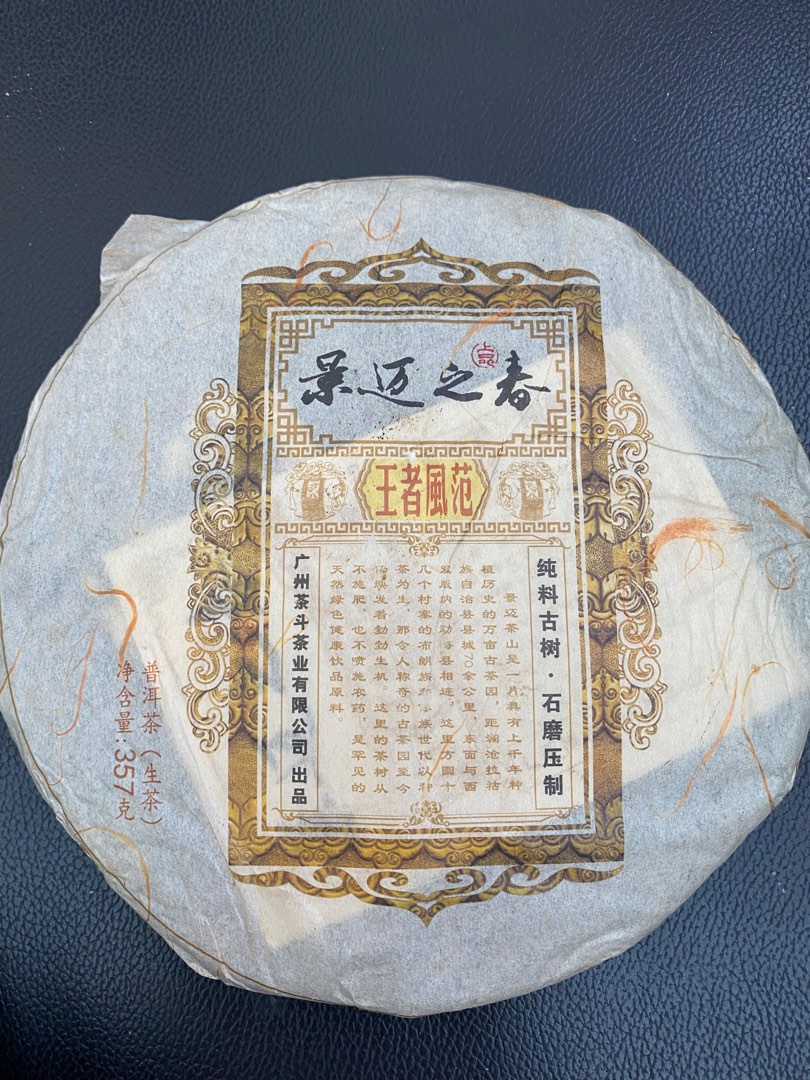 景迈之春
上品
王者風范
纯料古树·石磨压制
景迈茶山是一片具有上千年种
植历史的万亩古茶园，距澜沧拉祜
族自治县县城70余公里，东面与西
双版纳的勐海县相连，这里方圆十
几个村寨的布朗族和傣族世代以种
茶为生，那令人称奇的古茶园至今
焕发着勃勃生机。这里的茶树从
不施肥，也不喷施农药，是罕见的
天然绿色健康饮品原料。
广州茶斗茶业有限公司 出品
普洱茶（生茶）
净含量:357克